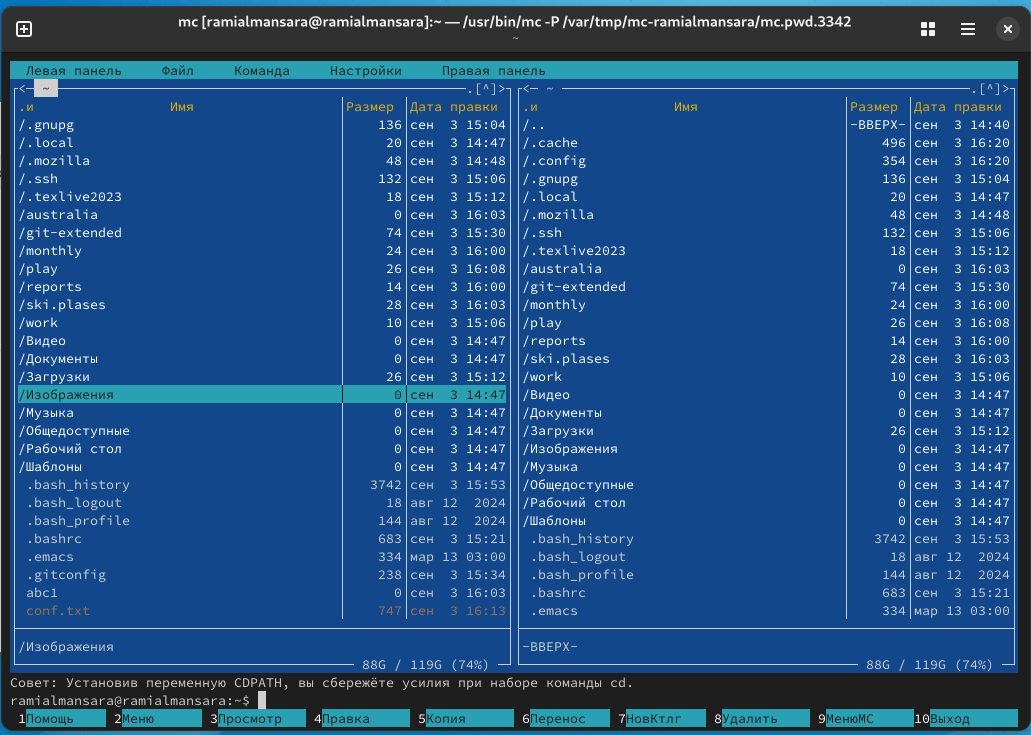 mc [ramialmansara@ramialmansara]:~ — /usr/bin/mc -P /var/tmp/mc-ramialmansara/mc.pwd.3342
~
Левая панель Файл Команда Настройки Правая панель
<- ~ .[^]>
.и Имя Размер Дата правки
/.gnupg 136 сен 3 15:04
/.local 20 сен 3 14:47
/.mozilla 48 сен 3 14:48
/.ssh 132 сен 3 15:06
/.texlive2023 18 сен 3 15:12
/australia 0 сен 3 16:03
/git-extended 74 сен 3 15:30
/monthly 24 сен 3 16:00
/play 26 сен 3 16:08
/reports 14 сен 3 16:00
/ski.plases 28 сен 3 16:03
/work 10 сен 3 15:06
/Видео 0 сен 3 14:47
/Документы 0 сен 3 14:47
/Загрузки 26 сен 3 15:12
/Изображения 0 сен 3 14:47
/Музыка 0 сен 3 14:47
/Общедоступные 0 сен 3 14:47
/Рабочий стол 0 сен 3 14:47
/Шаблоны 0 сен 3 14:47
.bash_history 3742 сен 3 15:53
.bash_logout 18 авг 12 2024
.bash_profile 144 авг 12 2024
.bashrc 683 сен 3 15:21
.emacs 334 мар 13 03:00
.gitconfig 238 сен 3 15:34
abc1 0 сен 3 16:03
conf.txt 747 сен 3 16:13
/Изображения
88G / 119G (74%)
<- ~ .[^]>
.и Имя Размер Дата правки
/.. -ВВЕРХ- сен 3 14:40
/.cache 496 сен 3 16:20
/.config 354 сен 3 16:20
/.gnupg 136 сен 3 15:04
/.local 20 сен 3 14:47
/.mozilla 48 сен 3 14:48
/.ssh 132 сен 3 15:06
/.texlive2023 18 сен 3 15:12
/australia 0 сен 3 16:03
/git-extended 74 сен 3 15:30
/monthly 24 сен 3 16:00
/play 26 сен 3 16:08
/reports 14 сен 3 16:00
/ski.plases 28 сен 3 16:03
/work 10 сен 3 15:06
/Видео 0 сен 3 14:47
/Документы 0 сен 3 14:47
/Загрузки 26 сен 3 15:12
/Изображения 0 сен 3 14:47
/Музыка 0 сен 3 14:47
/Общедоступные 0 сен 3 14:47
/Рабочий стол 0 сен 3 14:47
/Шаблоны 0 сен 3 14:47
.bash_history 3742 сен 3 15:53
.bash_logout 18 авг 12 2024
.bash_profile 144 авг 12 2024
.bashrc 683 сен 3 15:21
.emacs 334 мар 13 03:00
-ВВЕРХ-
88G / 119G (74%)
Совет: Установив переменную CDPATH, вы сбережёте усилия при наборе команды cd.
ramialmansara@ramialmansara:~$
1Помощь 2Меню 3Просмотр 4Правка 5Копия 6Перенос 7НовКтлг 8Удалить 9МенюМС 10Выход